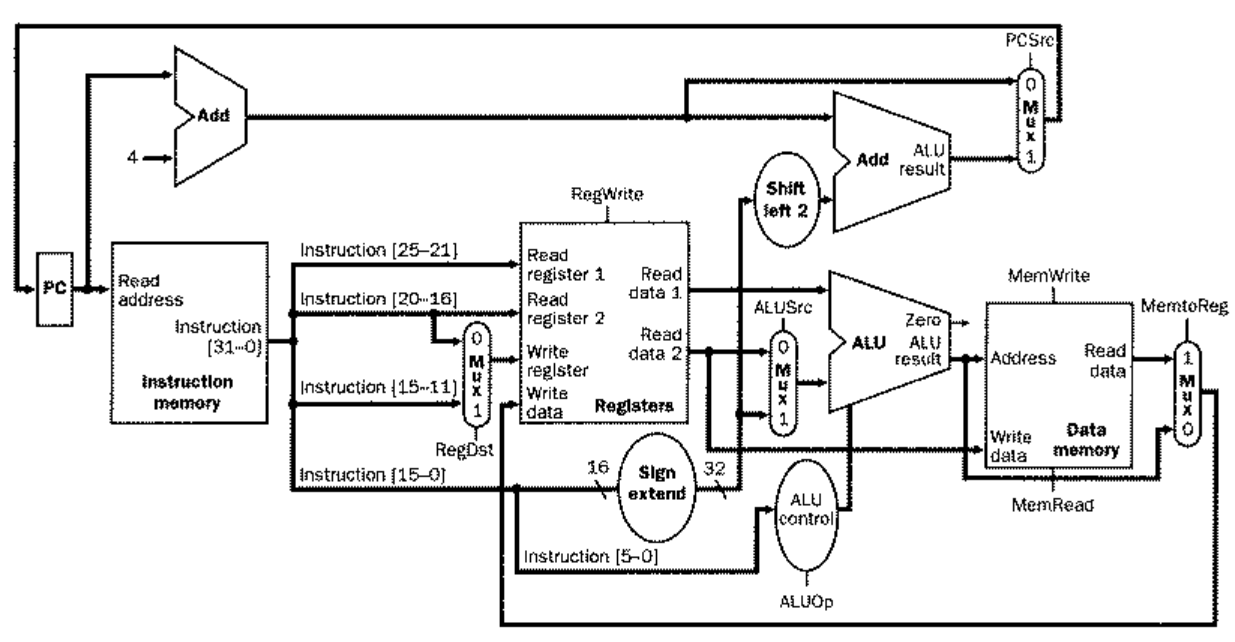 PCSrc
0
M
u
x
1
Add
4
Add
ALU
result
Shift
left 2
RegWrite
PC
Read
address
Instruction
[31–0]
Instruction
memory
Instruction [25–21]
Instruction [20–16]
Instruction [15–11]
Instruction [15–0]
Instruction [5–0]
0
M
u
x
1
RegDst
Read
register 1
Read
register 2
Write
register
Write
data
Read
data 1
Read
data 2
Registers
16
Sign
extend
32
ALUSrc
0
M
u
x
1
Zero
ALU
ALU
result
ALU
control
ALUOp
MemWrite
Address
Read
data
Write
data
Data
memory
MemRead
MemtoReg
1
M
u
x
0